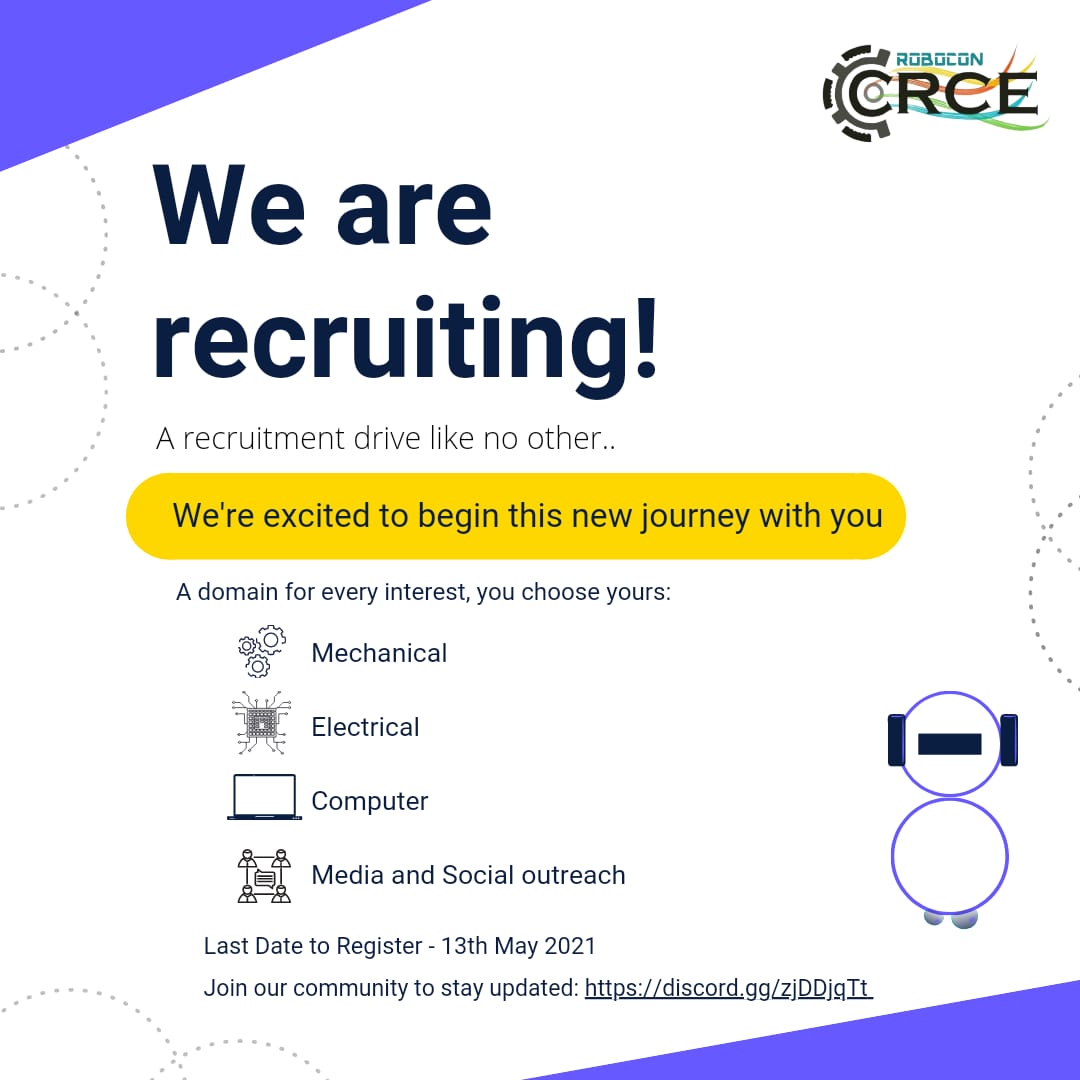 ROBOCON
CRCE
We are
recruiting!
A recruitment drive like no other..
We're excited to begin this new journey with you
A domain for every interest, you choose yours:
Mechanical
Electrical
Computer
Media and Social outreach
Last Date to Register - 13th May 2021
Join our community to stay updated: https://discord.gg/zjDDjqTt